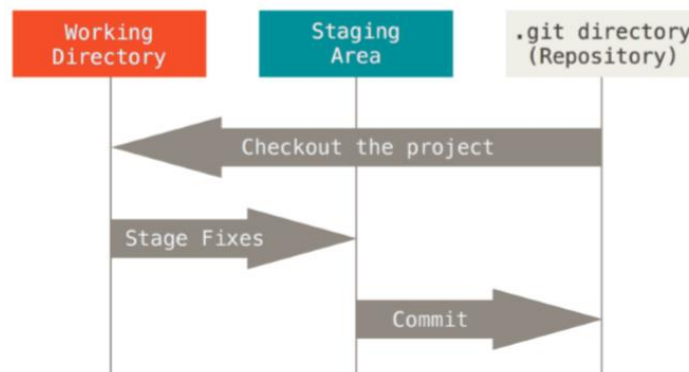 Working
Directory
Staging
Area
.git directory
(Repository)
Checkout the project
Stage Fixes
Commit